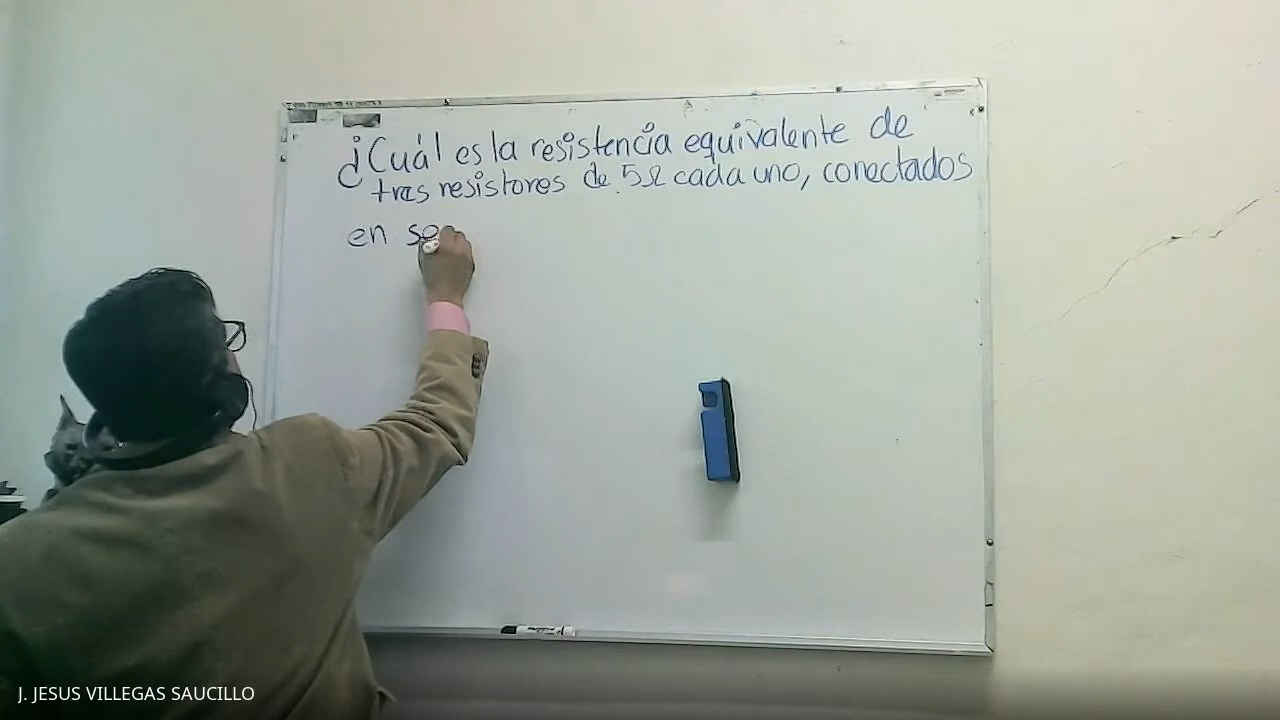 ¿Cuál es la resistencia equivalente de
tres resistores de 5Ω cada uno, conectados
en se
J. JESUS VILLEGAS SAUCILLO